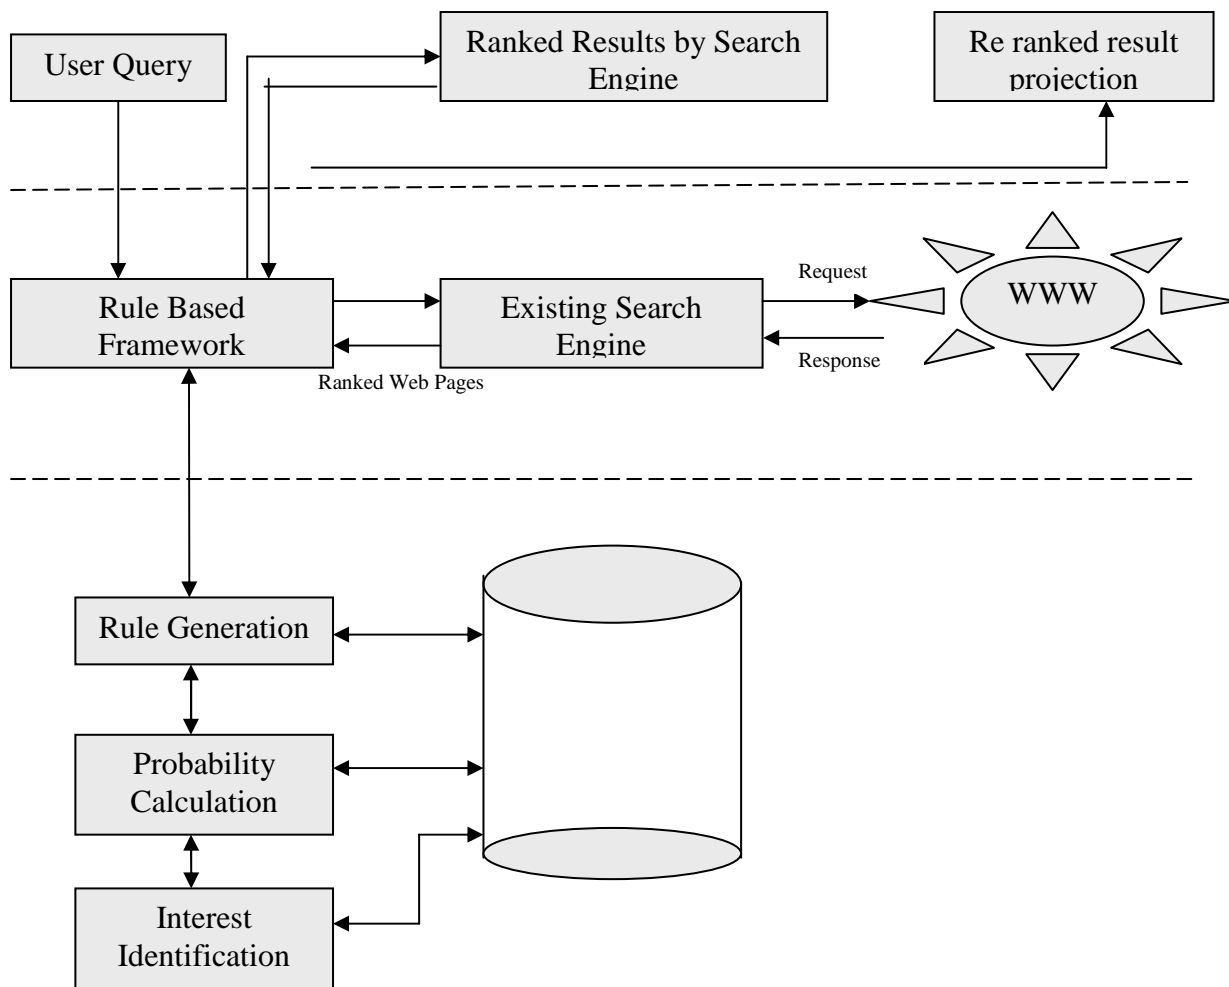 User Query
Ranked Results by Search
Engine
Re ranked result
projection
Rule Based
Framework
Existing Search
Engine
Request
Response
WWW
Ranked Web Pages
Rule Generation
Probability
Calculation
Interest
Identification